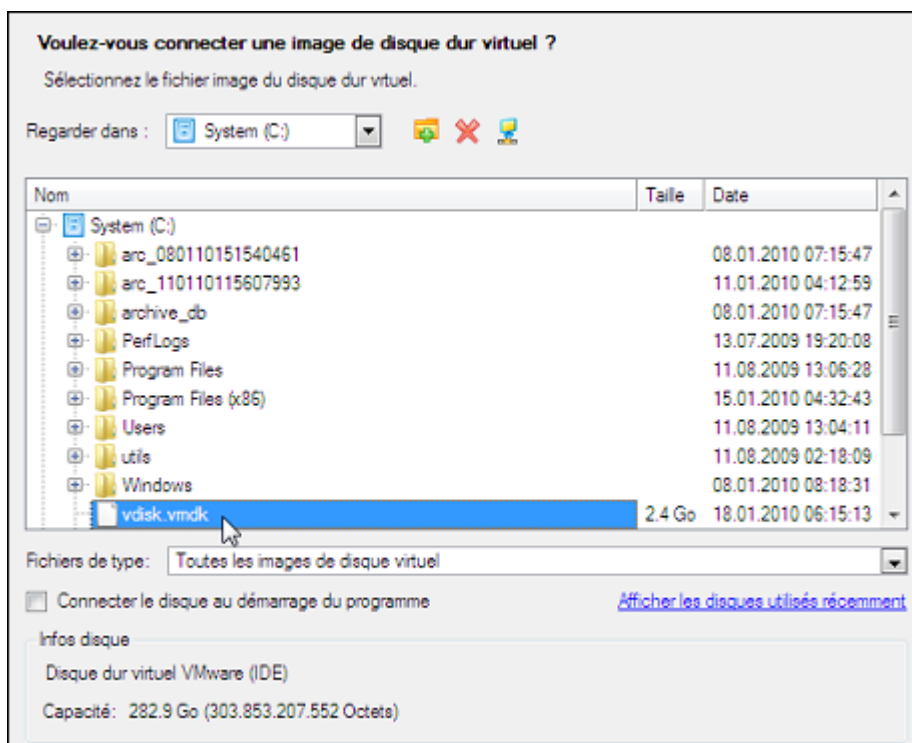 Voulez-vous connecter une image de disque dur virtuel ?
Sélectionnez le fichier image du disque dur vrtuel.
Regarder dans : System (C:)
Nom Taille Date
System (C:)
arc_080110151540461 08.01.2010 07:15:47
arc_110110115607993 11.01.2010 04:12:59
archive_db 08.01.2010 07:15:47
PerfLogs 13.07.2009 19:20:08
Program Files 11.08.2009 13:06:28
Program Files (x86) 15.01.2010 04:32:43
Users 11.08.2009 13:04:11
utils 11.08.2009 02:18:09
Windows 08.01.2010 08:18:31
vdisk.vmdk 2.4 Go 18.01.2010 06:15:13
Fichiers de type: Toutes les images de disque virtuel
Connecter le disque au démarrage du programme Afficher les disques utilisés récemment
Infos disque
Disque dur virtuel VMware (IDE)
Capacité: 282.9 Go (303.853.207.552 Octets)